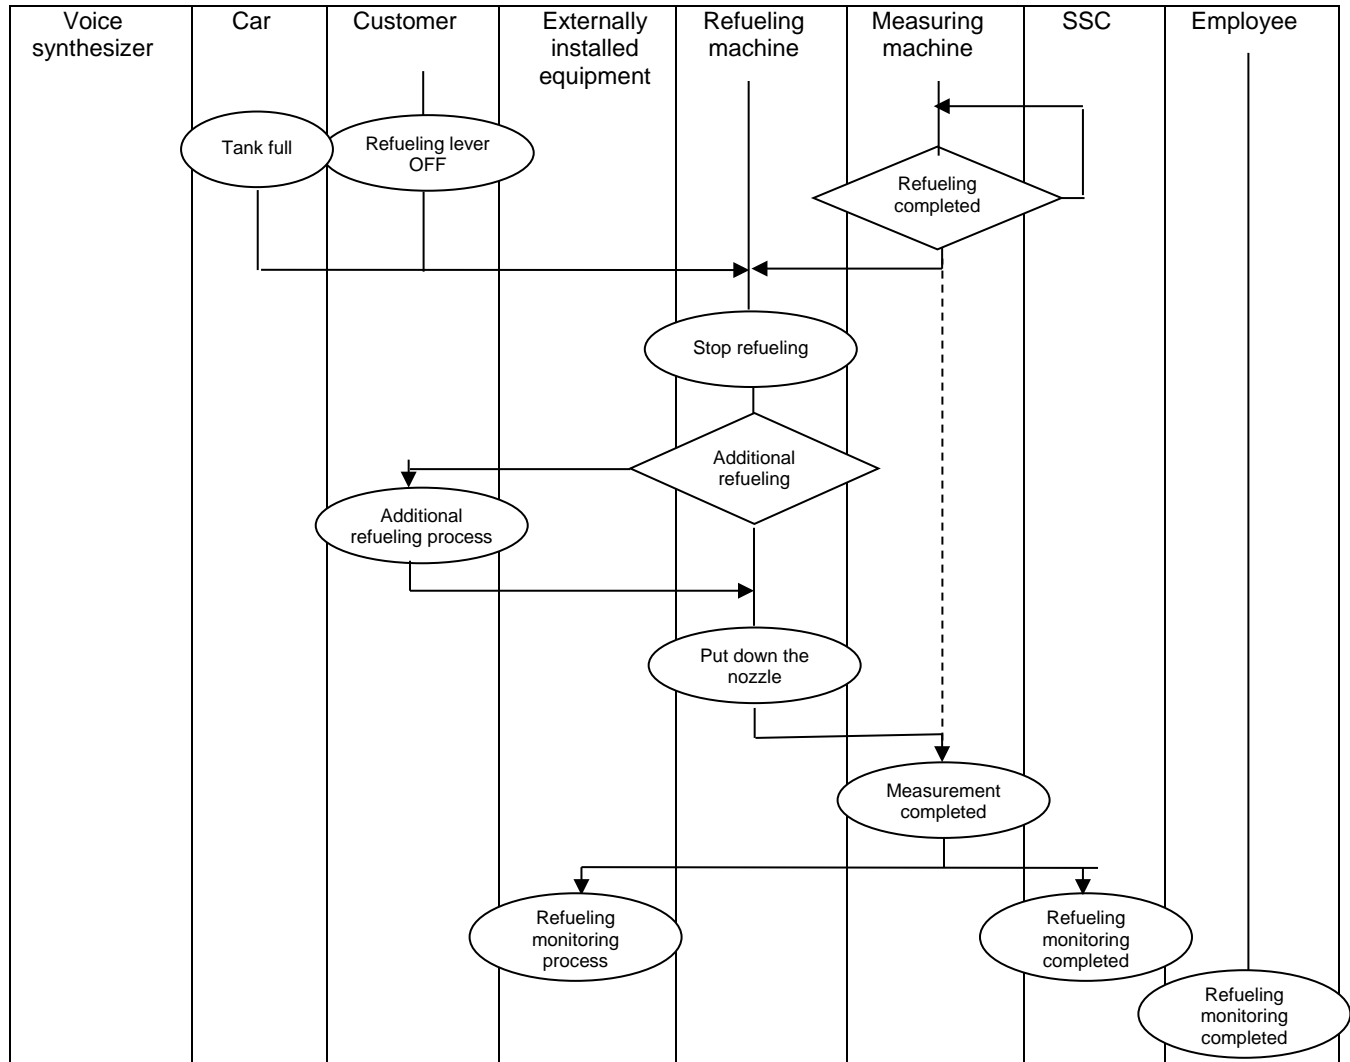 Voice
synthesizer
Car
Customer
Externally
installed
equipment
Refueling
machine
Measuring
machine
SSC
Employee
Tank full
Refueling lever
OFF
Refueling
completed
Stop refueling
Additional
refueling
Additional
refueling process
Put down the
nozzle
Measurement
completed
Refueling
monitoring
process
Refueling
monitoring
completed
Refueling
monitoring
completed